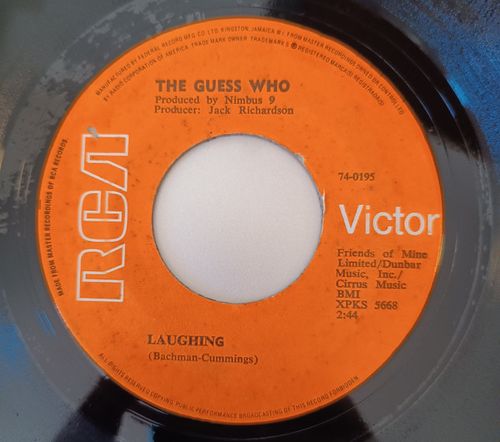 MANUFACTURED BY FEDERAL RECORD MFG CO LTD KINGSTON, JAMAICA W.I. FROM MASTER RECORDINGS OWNED OR CONTROLLED
BY RADIO CORPORATION OF AMERICA TRADE MARK OWNER TRADEMARKS ® REGISTERED MARCA(S) REGISTRADA(S)
MADE FROM MASTER RECORDINGS OF RCA RECORDS.
THE GUESS WHO
Produced by Nimbus 9
Producer: Jack Richardson
RCA
74-0195
Victor
Friends of Mine
Limited/Dunbar
Music, Inc./
Cirrus Music
BMI
XPKS 5668
2:44
LAUGHING
(Bachman-Cummings)
ALL RIGHTS RESERVED COPYING, PUBLIC PERFORMANCE BROADCASTING OF THIS RECORD FORBIDDEN